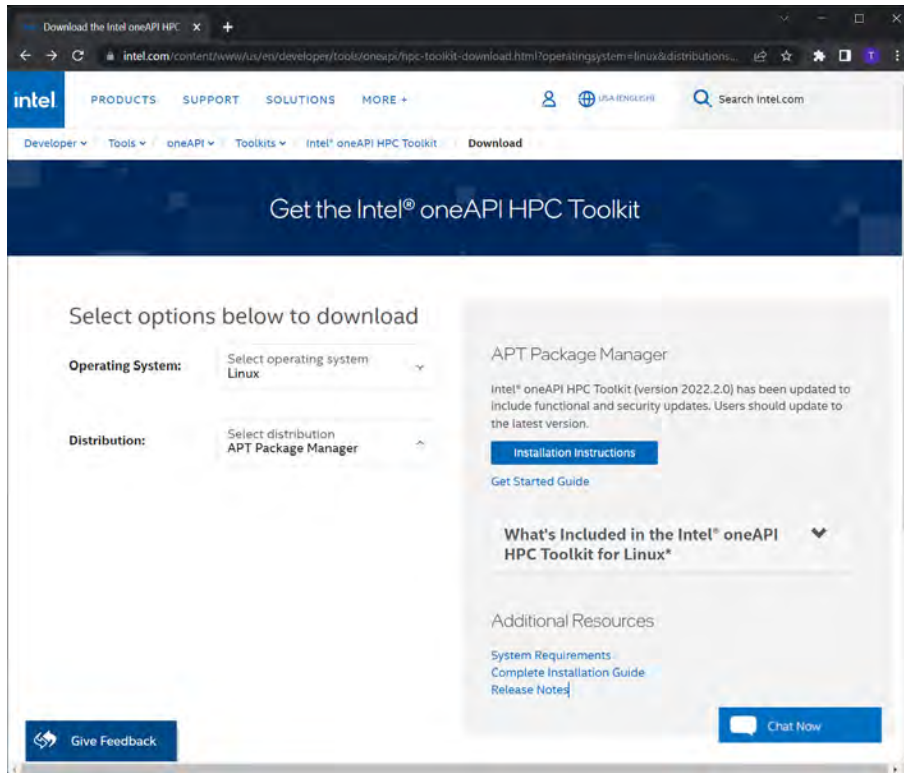 Download the Intel oneAPI HPC
intel.com/content/www/us/en/developer/tools/oneapi/hpc-toolkit-download.html?operatingsystem=linux&distributions...
T
intel
PRODUCTS SUPPORT SOLUTIONS MORE +
USA (ENGLISH)
Search Intel.com
Developer Tools oneAPI Toolkits Intel® oneAPI HPC Toolkit Download
Get the Intel® oneAPI HPC Toolkit
Select options below to download
Operating System:
Select operating system
Linux
Distribution:
Select distribution
APT Package Manager
APT Package Manager
Intel® oneAPI HPC Toolkit (version 2022.2.0) has been updated to
include functional and security updates. Users should update to
the latest version.
Installation Instructions
Get Started Guide
What's Included in the Intel® oneAPI
HPC Toolkit for Linux*
Additional Resources
System Requirements
Complete Installation Guide
Release Notes
Give Feedback
Chat Now